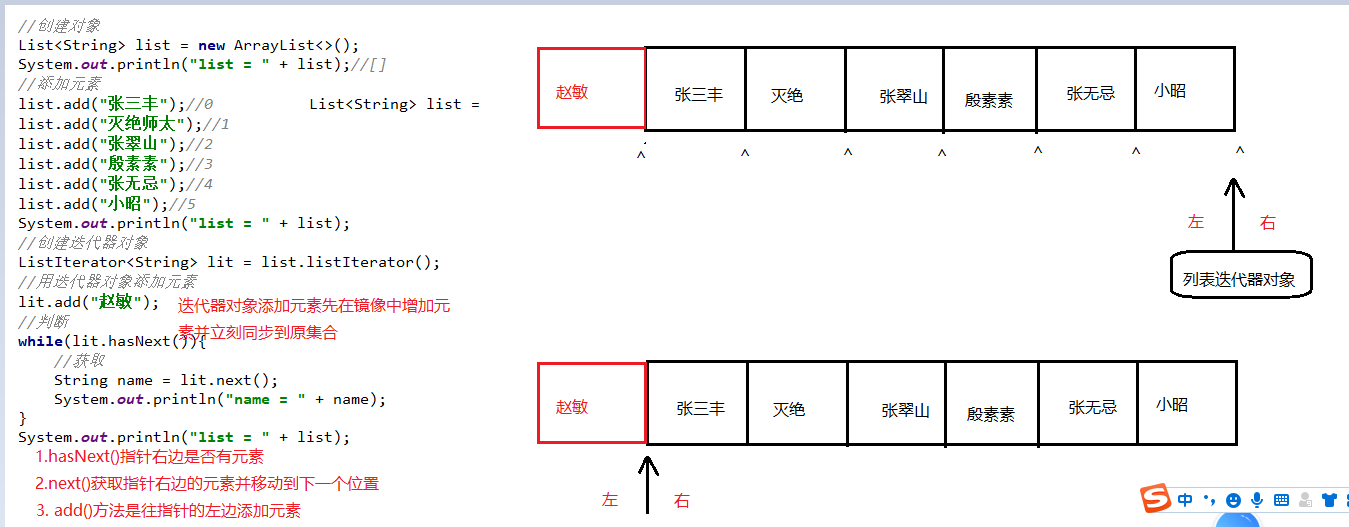 //创建对象
List<String> list = new ArrayList<>();
System.out.println("list = " + list);//[]
//添加元素
list.add("张三丰");//0 List<String> list =
list.add("灭绝师太");//1
list.add("张翠山");//2
list.add("殷素素");//3
list.add("张无忌");//4
list.add("小昭");//5
System.out.println("list = " + list);
//创建迭代器对象
ListIterator<String> lit = list.listIterator();
//用迭代器对象添加元素
lit.add("赵敏");
迭代器对象添加元素先在镜像中增加元
素并立刻同步到原集合
//判断
while(lit.hasNext()){
//获取
String name = lit.next();
System.out.println("name = " + name);
}
System.out.println("list = " + list);
1.hasNext()指针右边是否有元素
2.next()获取指针右边的元素并移动到下一个位置
3. add()方法是往指针的左边添加元素
赵敏 张三丰 灭绝 张翠山 殷素素 张无忌 小昭
^ ^ ^ ^ ^ ^ ^
左 右
列表迭代器对象
赵敏 张三丰 灭绝 张翠山 殷素素 张无忌 小昭
左 右
S 中